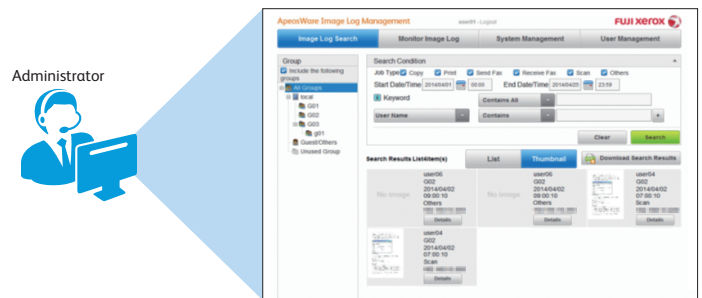 Administrator
ApeosWare Image Log Management
user01 - Logout
FUJI XEROX
Image Log Search
Monitor Image Log
System Management
User Management
Group
Include the following groups
All Groups
local
G01
G02
G03
g01
Guest/Others
Unused Group
Search Condition
Job Type Copy Print Send Fax Receive Fax Scan Others
Start Date/Time 2014/04/01 00:00 End Date/Time 2014/04/03 23:59
Keyword Contains All
User Name Contains
Clear Search
Search Results List4item(s) List Thumbnail Download Search Results
No Image
user06
G02
2014/04/02
09:00:10
Others
Details
No Image
user06
G02
2014/04/02
09:00:10
Others
Details
user04
G02
2014/04/02
07:00:10
Scan
Details
user04
G02
2014/04/02
07:00:10
Scan
Details